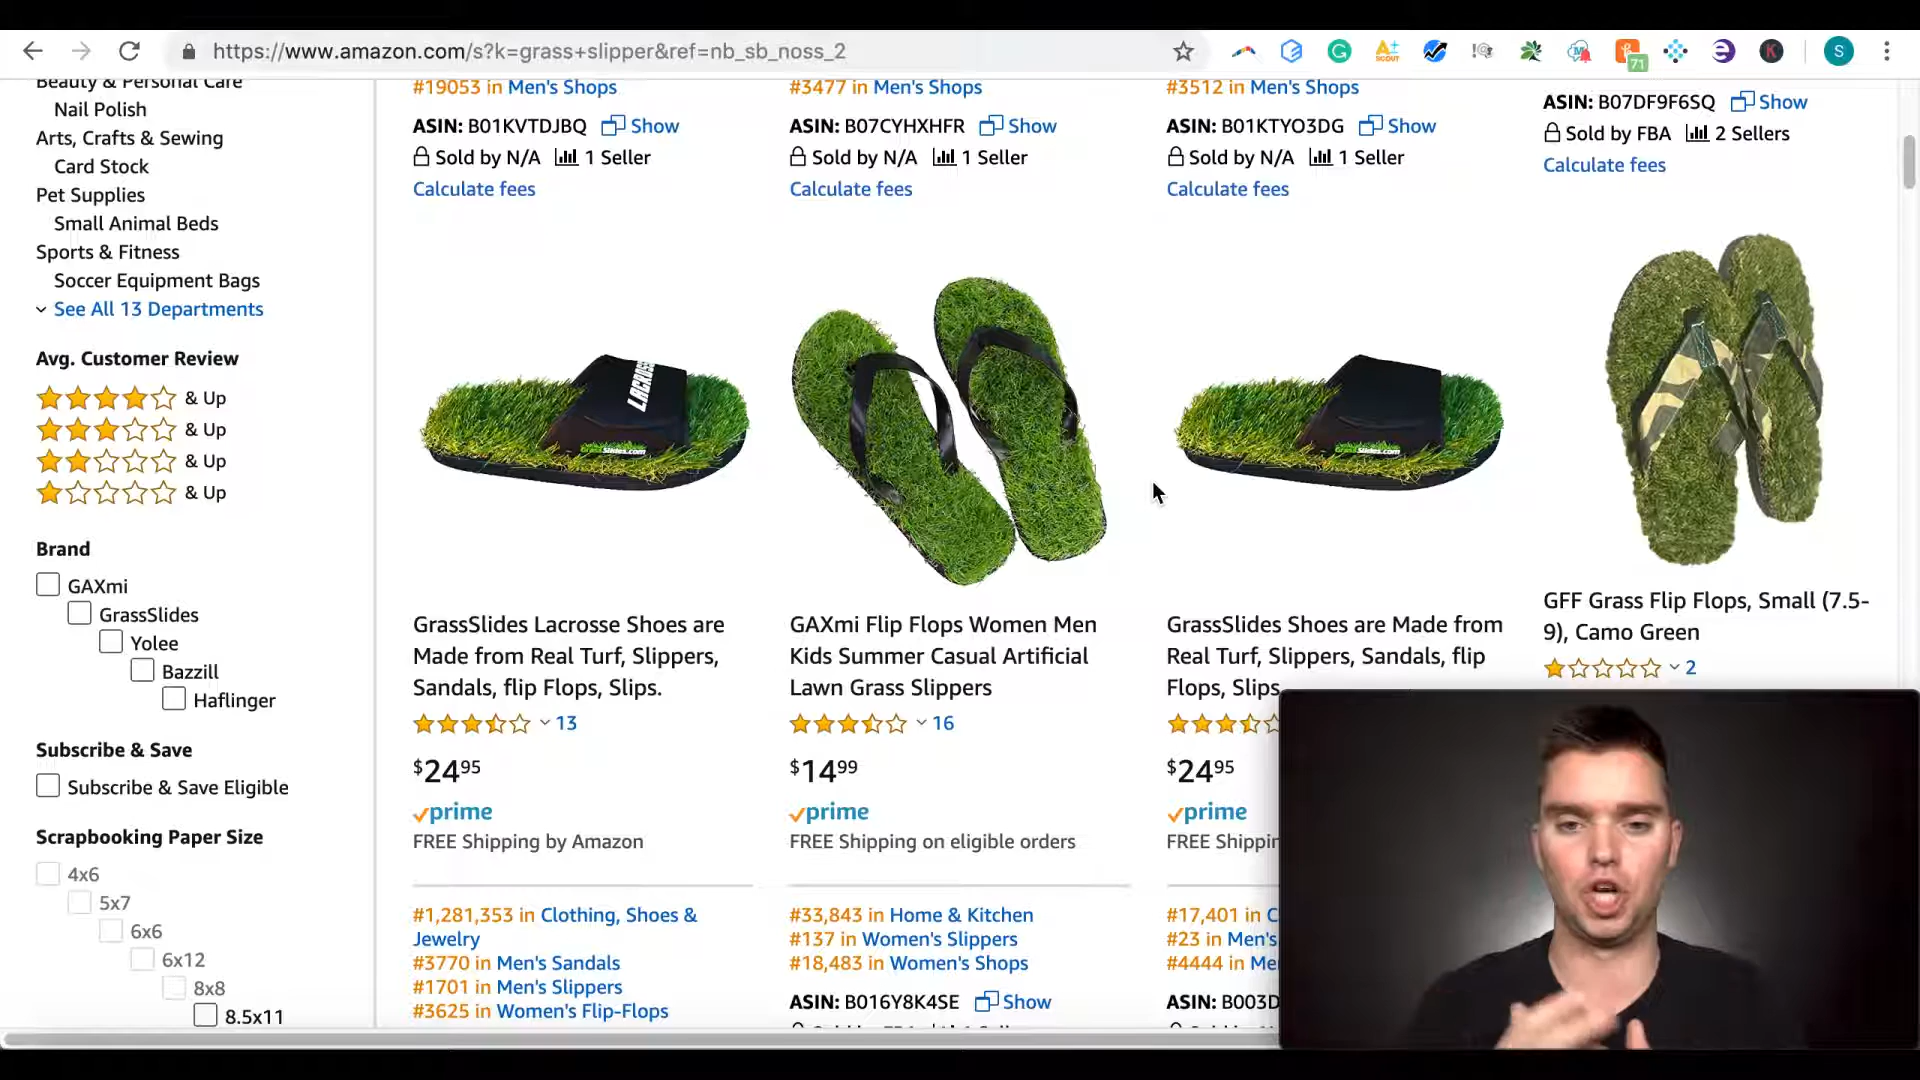 https://www.amazon.com/s?k=grass+slipper&ref=nb_sb_noss_2
71
S
Beauty & Personal Care
Nail Polish
Arts, Crafts & Sewing
Card Stock
Pet Supplies
Small Animal Beds
Sports & Fitness
Soccer Equipment Bags
See All 13 Departments
Avg. Customer Review
& Up
& Up
& Up
& Up
Brand
GAXmi
GrassSlides
Yolee
Bazzill
Haflinger
Subscribe & Save
Subscribe & Save Eligible
Scrapbooking Paper Size
4x6
5x7
6x6
6x12
8x8
8.5x11
#19053 in Men's Shops
ASIN: B01KVTDJBQ Show
Sold by N/A 1 Seller
Calculate fees
LACROSSE
GrassSlides.com
GrassSlides Lacrosse Shoes are
Made from Real Turf, Slippers,
Sandals, flip Flops, Slips.
13
$24.95
prime
FREE Shipping by Amazon
#1,281,353 in Clothing, Shoes &
Jewelry
#3770 in Men's Sandals
#1701 in Men's Slippers
#3625 in Women's Flip-Flops
#3477 in Men's Shops
ASIN: B07CYHXHFR Show
Sold by N/A 1 Seller
Calculate fees
GAXmi Flip Flops Women Men
Kids Summer Casual Artificial
Lawn Grass Slippers
16
$14.99
prime
FREE Shipping on eligible orders
#33,843 in Home & Kitchen
#137 in Women's Slippers
#18,483 in Women's Shops
ASIN: B016Y8K4SE Show
#3512 in Men's Shops
ASIN: B01KTYO3DG Show
Sold by N/A 1 Seller
Calculate fees
GrassSlides.com
GrassSlides Shoes are Made from
Real Turf, Slippers, Sandals, flip
Flops, Slips
$24.95
prime
FREE Shippin
#17,401 in C
#23 in Men's
#4444 in Me
ASIN: B003D
ASIN: B07DF9F6SQ Show
Sold by FBA 2 Sellers
Calculate fees
GFF Grass Flip Flops, Small (7.5-
9), Camo Green
2